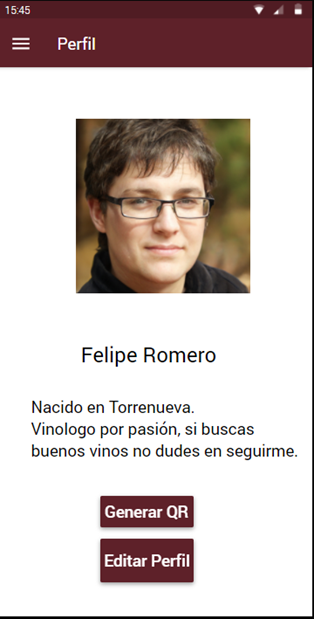 15:45
Perfil
Felipe Romero
Nacido en Torrenueva.
Vinologo por pasión, si buscas
buenos vinos no dudes en seguirme.
Generar QR
Editar Perfil